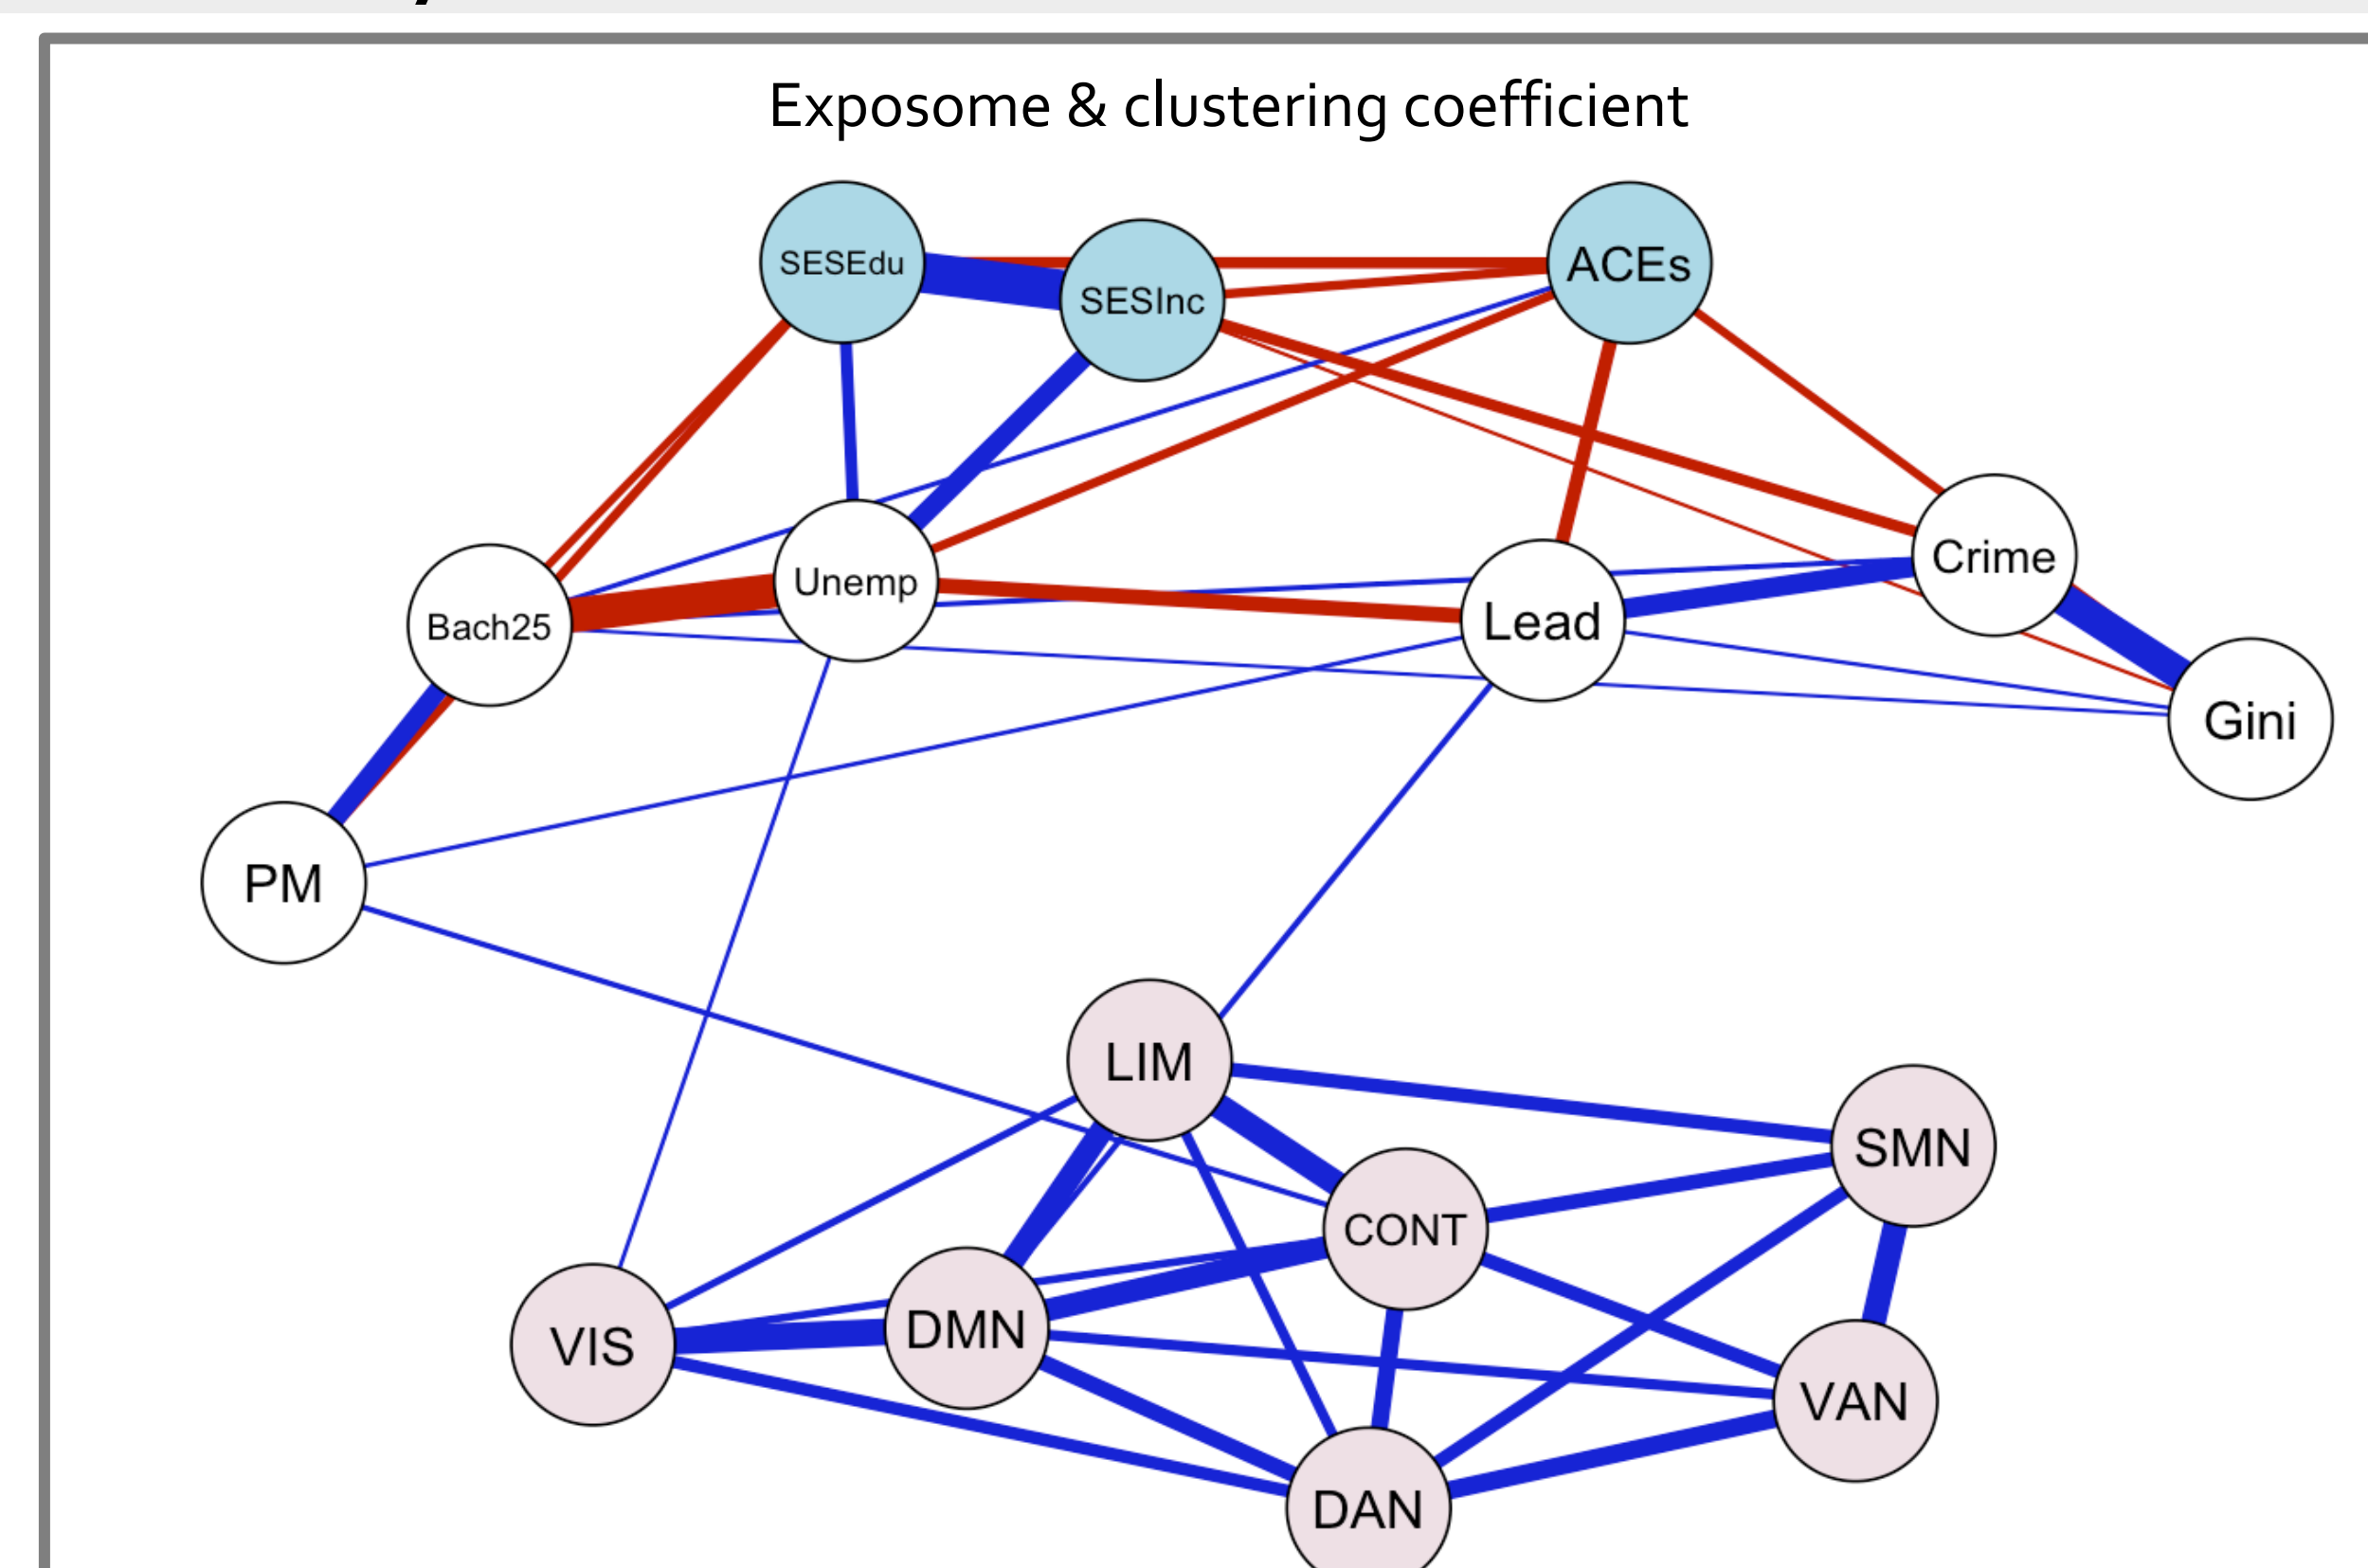 Exposome & clustering coefficient
SESEdu
SESInc
ACEs
Bach25
Unemp
Lead
Crime
Gini
PM
LIM
SMN
CONT
VIS
DMN
VAN
DAN